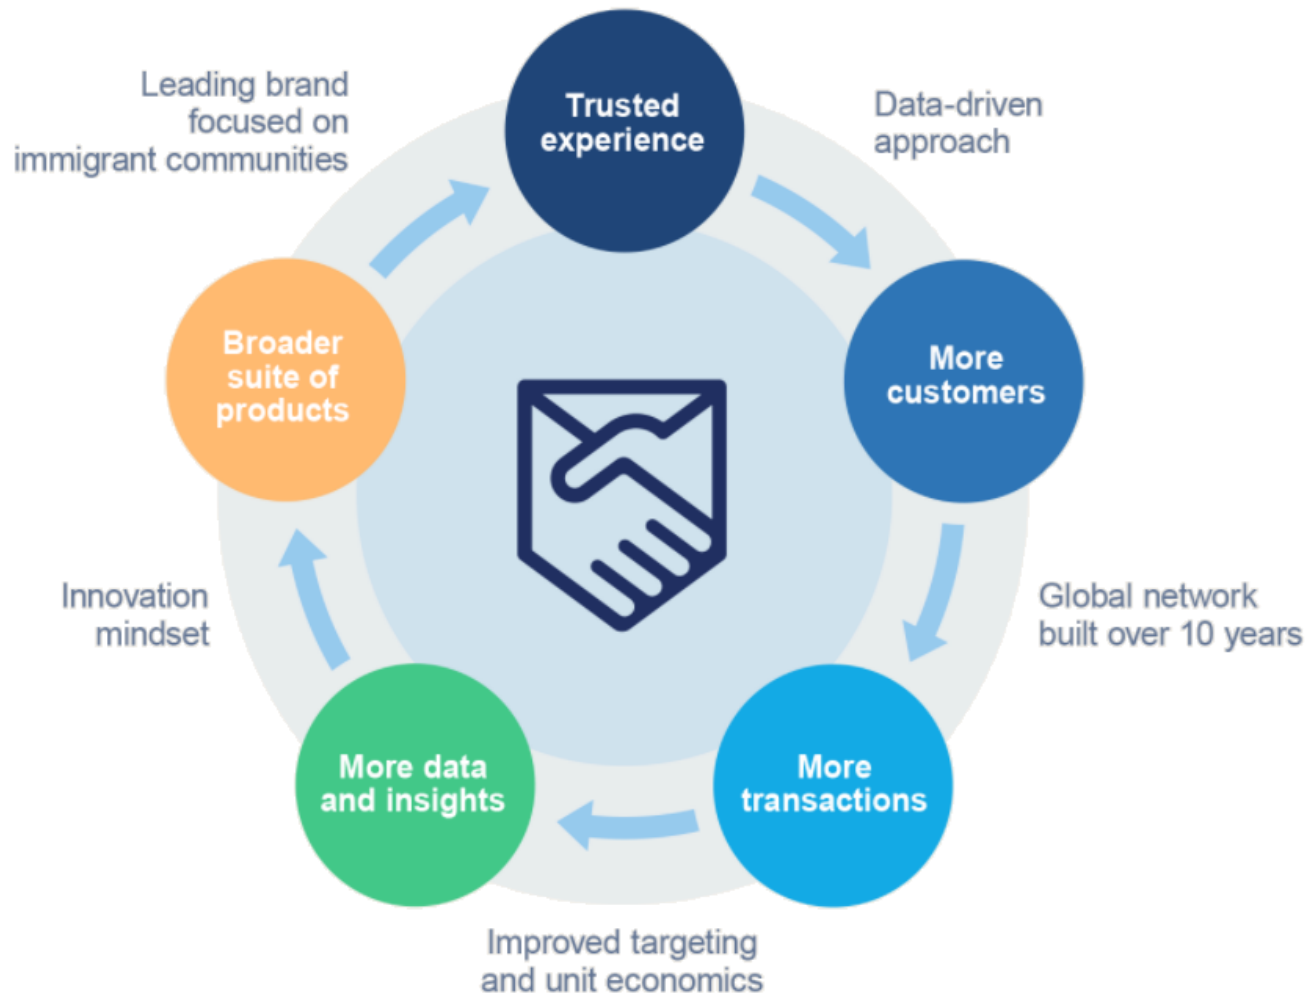 Trusted
experience
Data-driven
approach
More
customers
Global network
built over 10 years
More
transactions
Improved targeting
and unit economics
More data
and insights
Innovation
mindset
Broader
suite of
products
Leading brand
focused on
immigrant communities